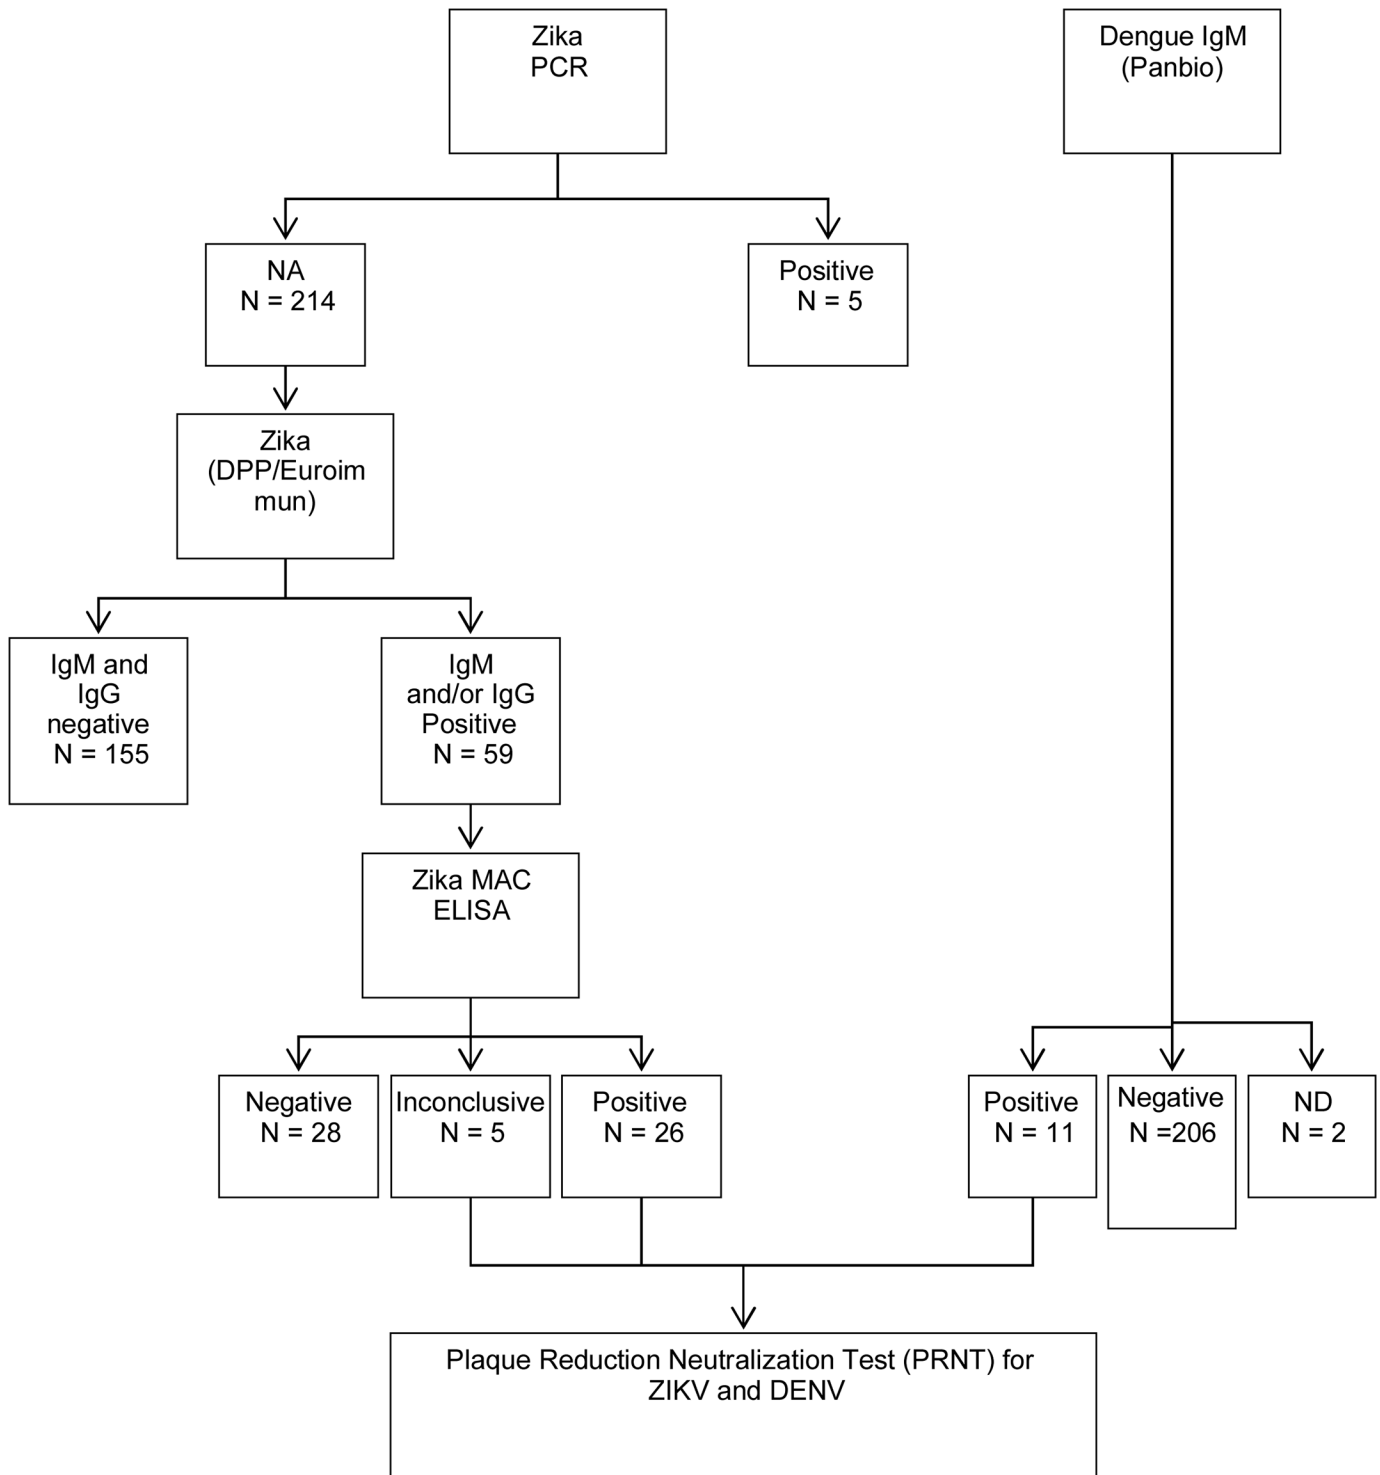 Zika
PCR
Dengue IgM
(Panbio)
NA
N = 214
Positive
N = 5
Zika
(DPP/Euroim
mun)
IgM and
IgG
negative
N = 155
IgM
and/or IgG
Positive
N = 59
Zika MAC
ELISA
Negative
N = 28
Inconclusive
N = 5
Positive
N = 26
Positive
N = 11
Negative
N =206
ND
N = 2
Plaque Reduction Neutralization Test (PRNT) for
ZIKV and DENV